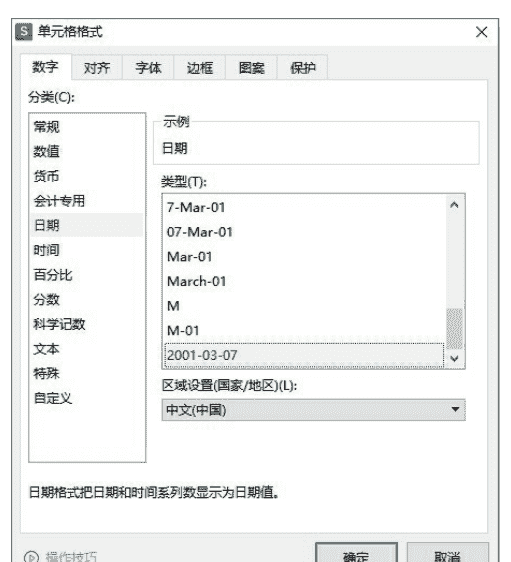 S 单元格格式
数字 对齐 字体 边框 图案 保护
分类(C):
常规
数值
货币
会计专用
日期
时间
百分比
分数
科学记数
文本
特殊
自定义
示例
日期
类型(T):
7-Mar-01
07-Mar-01
Mar-01
March-01
M
M-01
2001-03-07
区域设置(国家/地区)(L):
中文(中国)
日期格式把日期和时间系列数显示为日期值。
操作技巧
确定 取消